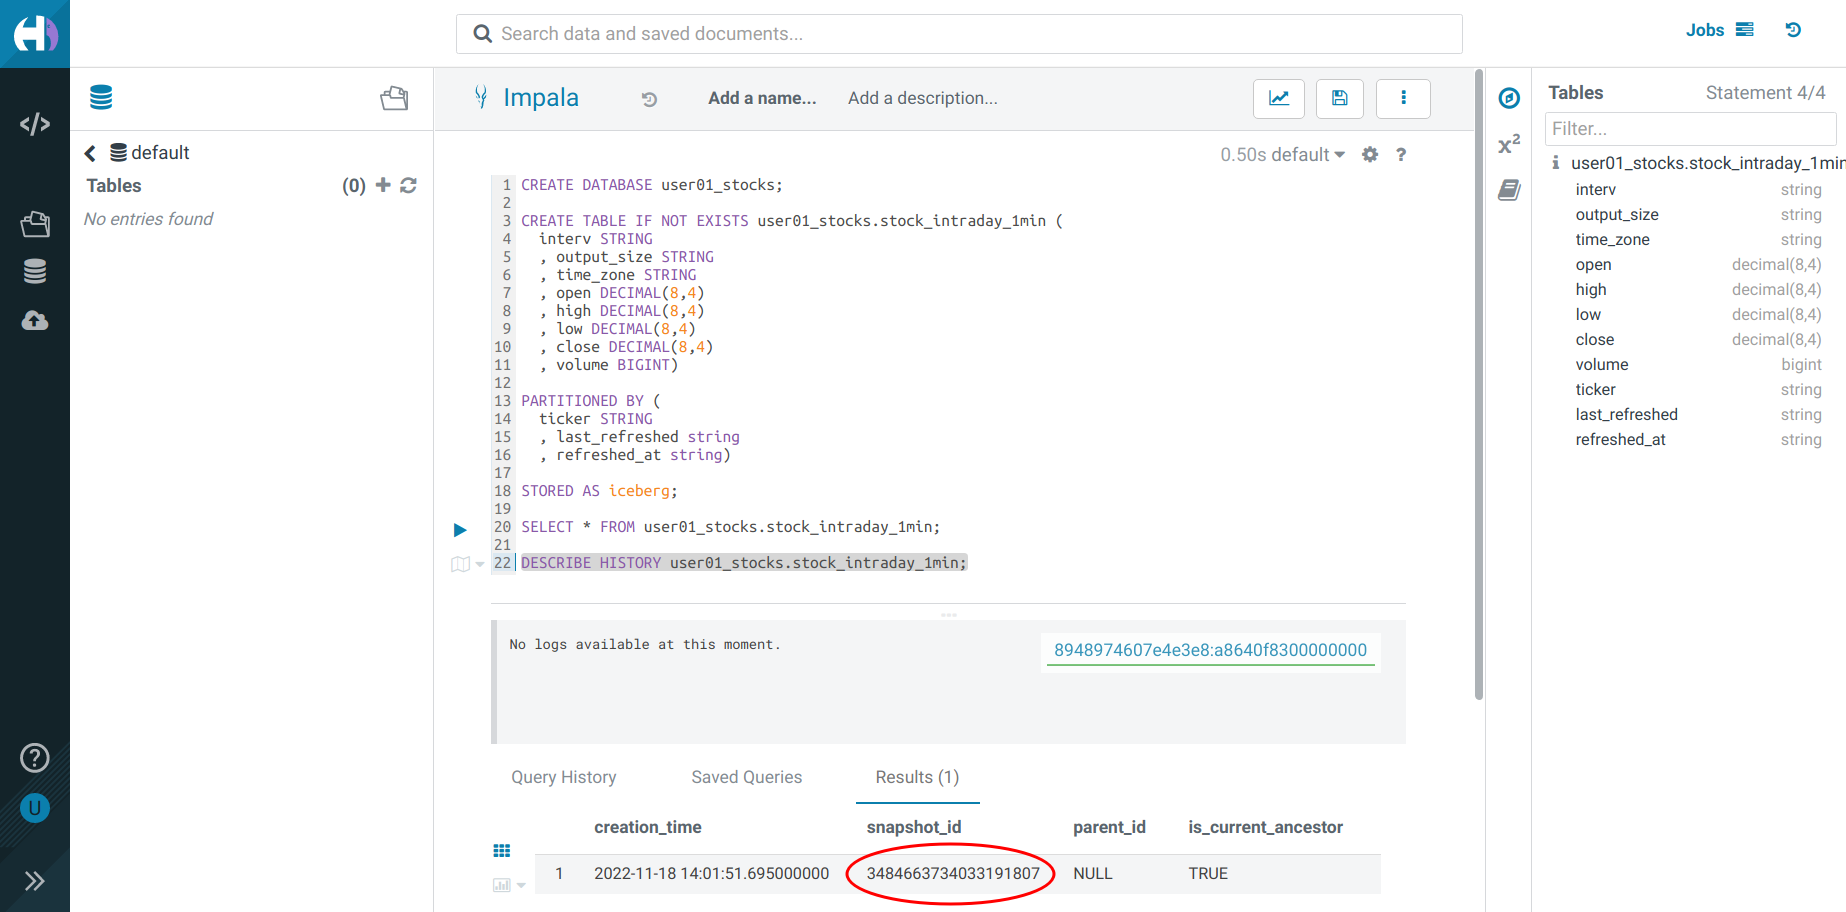 Search data and saved documents...
Jobs
default
Tables (0)
No entries found
Impala Add a name... Add a description...
0.50s default ?
1 CREATE DATABASE user01_stocks;
2
3 CREATE TABLE IF NOT EXISTS user01_stocks.stock_intraday_1min (
4 interv STRING
5 , output_size STRING
6 , time_zone STRING
7 , open DECIMAL(8,4)
8 , high DECIMAL(8,4)
9 , low DECIMAL(8,4)
10 , close DECIMAL(8,4)
11 , volume BIGINT)
12
13 PARTITIONED BY (
14 ticker STRING
15 , last_refreshed string
16 , refreshed_at string)
17
18 STORED AS iceberg;
19
20 SELECT * FROM user01_stocks.stock_intraday_1min;
21
22 DESCRIBE HISTORY user01_stocks.stock_intraday_1min;
No logs available at this moment.
8948974607e4e3e8:a8640f8300000000
Query History Saved Queries Results (1)
creation_time snapshot_id parent_id is_current_ancestor
1 2022-11-18 14:01:51.695000000 3484663734033191807 NULL TRUE
x²
Tables Statement 4/4
Filter...
i user01_stocks.stock_intraday_1min
interv string
output_size string
time_zone string
open decimal(8,4)
high decimal(8,4)
low decimal(8,4)
close decimal(8,4)
volume bigint
ticker string
last_refreshed string
refreshed_at string
?
U